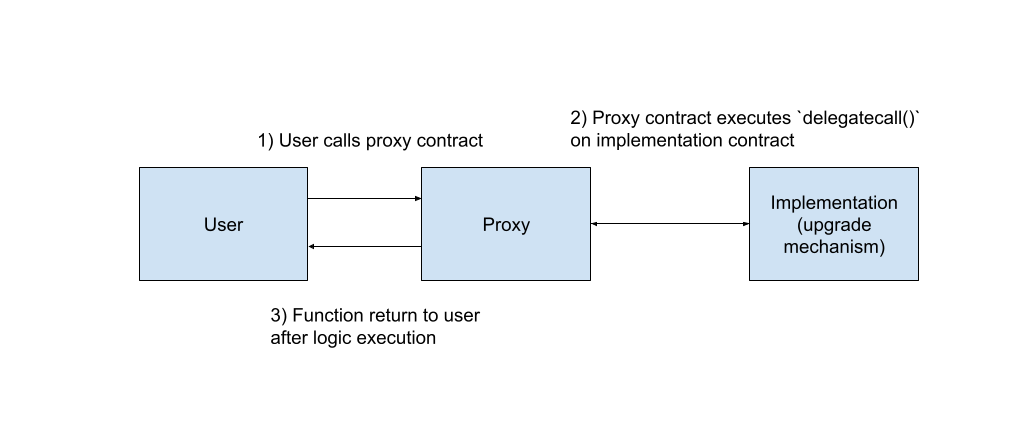 2) Proxy contract executes `delegatecall()`
on implementation contract
1) User calls proxy contract
User
Proxy
Implementation
(upgrade
mechanism)
3) Function return to user
after logic execution